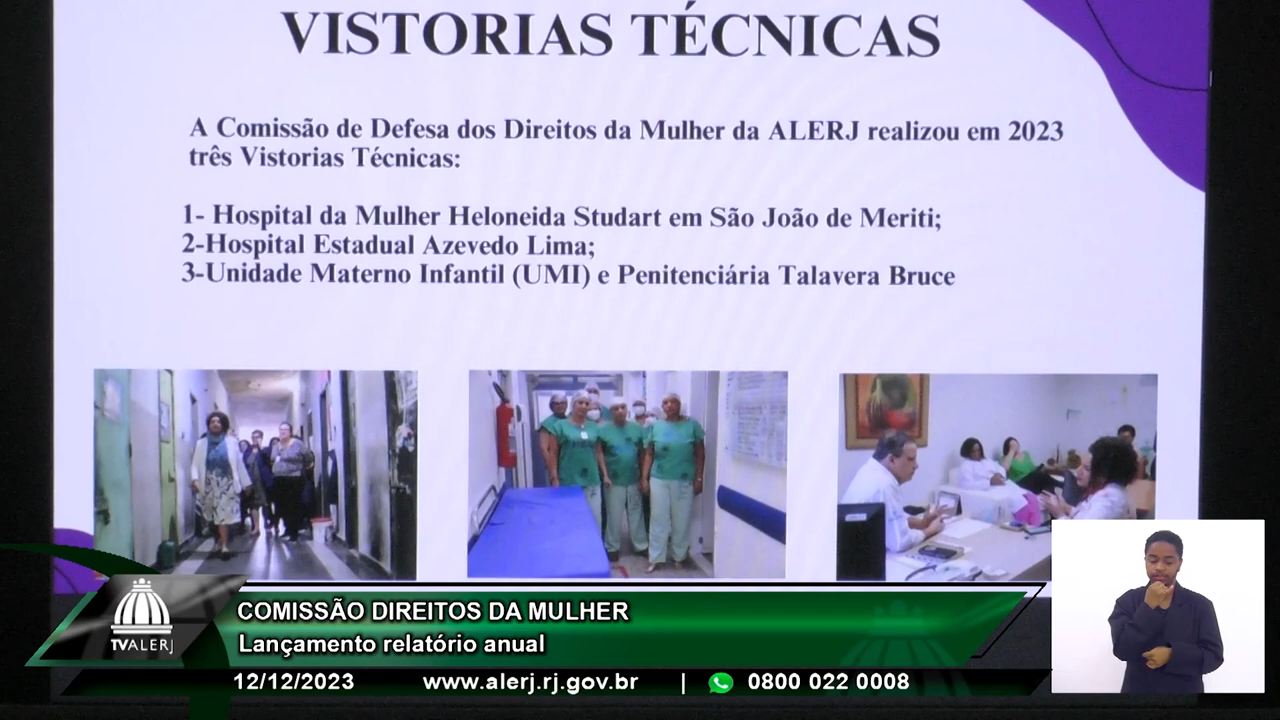 VISTORIAS TÉCNICAS
A Comissão de Defesa dos Direitos da Mulher da ALERJ realizou em 2023
três Vistorias Técnicas:
1- Hospital da Mulher Heloneida Studart em São João de Meriti;
2-Hospital Estadual Azevedo Lima;
3-Unidade Materno Infantil (UMI) e Penitenciária Talavera Bruce
TVALERJ
COMISSÃO DIREITOS DA MULHER
Lançamento relatório anual
12/12/2023 www.alerj.rj.gov.br | 0800 022 0008